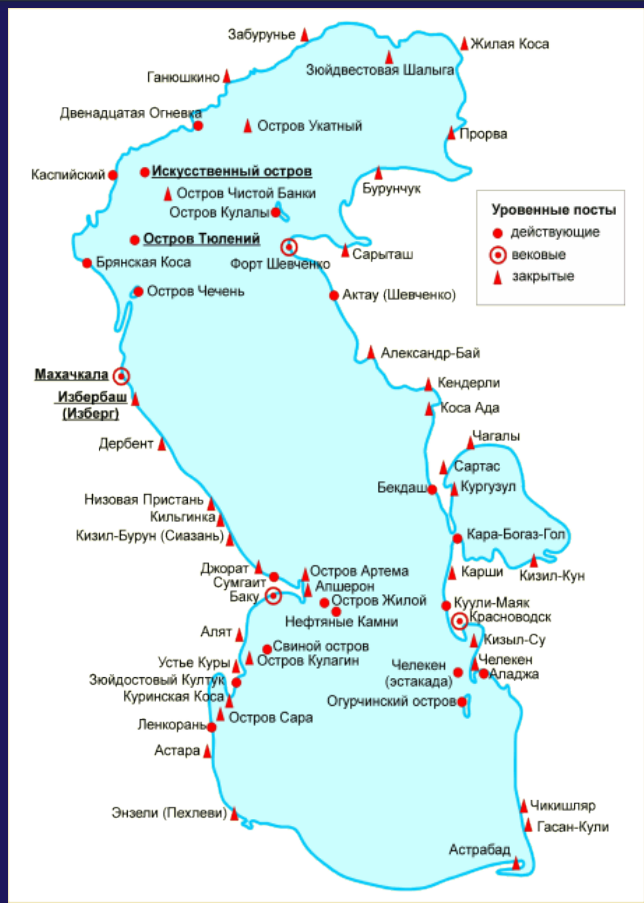 Забурунье
Жилая Коса
Зюйдвестовая Шалыга
Ганюшкино
Двенадцатая Огневка
Остров Укатный
Прорва
Каспийский
Искусственный остров
Бурунчук
Остров Чистой Банки
Остров Кулалы
Уровенные посты
действующие
вековые
закрытые
Остров Тюлений
Форт Шевченко
Сарыташ
Брянская Коса
Остров Чечень
Актау (Шевченко)
Александр-Бай
Махачкала
Кендерли
Избербаш
(Изберг)
Коса Ада
Дербент
Чагалы
Сартас
Бекдаш
Кургузул
Низовая Пристань
Кильгинка
Кизил-Бурун (Сиазань)
Кара-Богаз-Гол
Кизил-Кун
Джорат
Остров Артема
Карши
Сумгаит
Апшерон
Баку
Остров Жилой
Куули-Маяк
Нефтяные Камни
Красноводск
Алят
Кизыл-Су
Свиной остров
Устье Куры
Остров Кулагин
Челекен
(эстакада)
Челекен
Аладжа
Зюйдостовый Култук
Куринская Коса
Огурчинский остров
Остров Сара
Ленкорань
Астара
Энзели (Пехлеви)
Чикишляр
Гасан-Кули
Астрабад